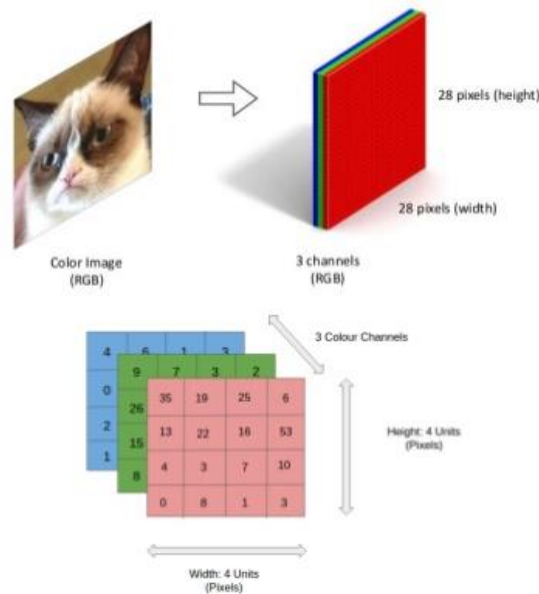 28 pixels (height)
28 pixels (width)
Color Image
(RGB)
3 channels
(RGB)
3 Colour Channels
4 6 1 3
0
2
1
9 7 3 2
26
15
8
35 19 25 6
13 22 16 53
4 3 7 10
0 8 1 3
Height: 4 Units
(Pixels)
Width: 4 Units
(Pixels)